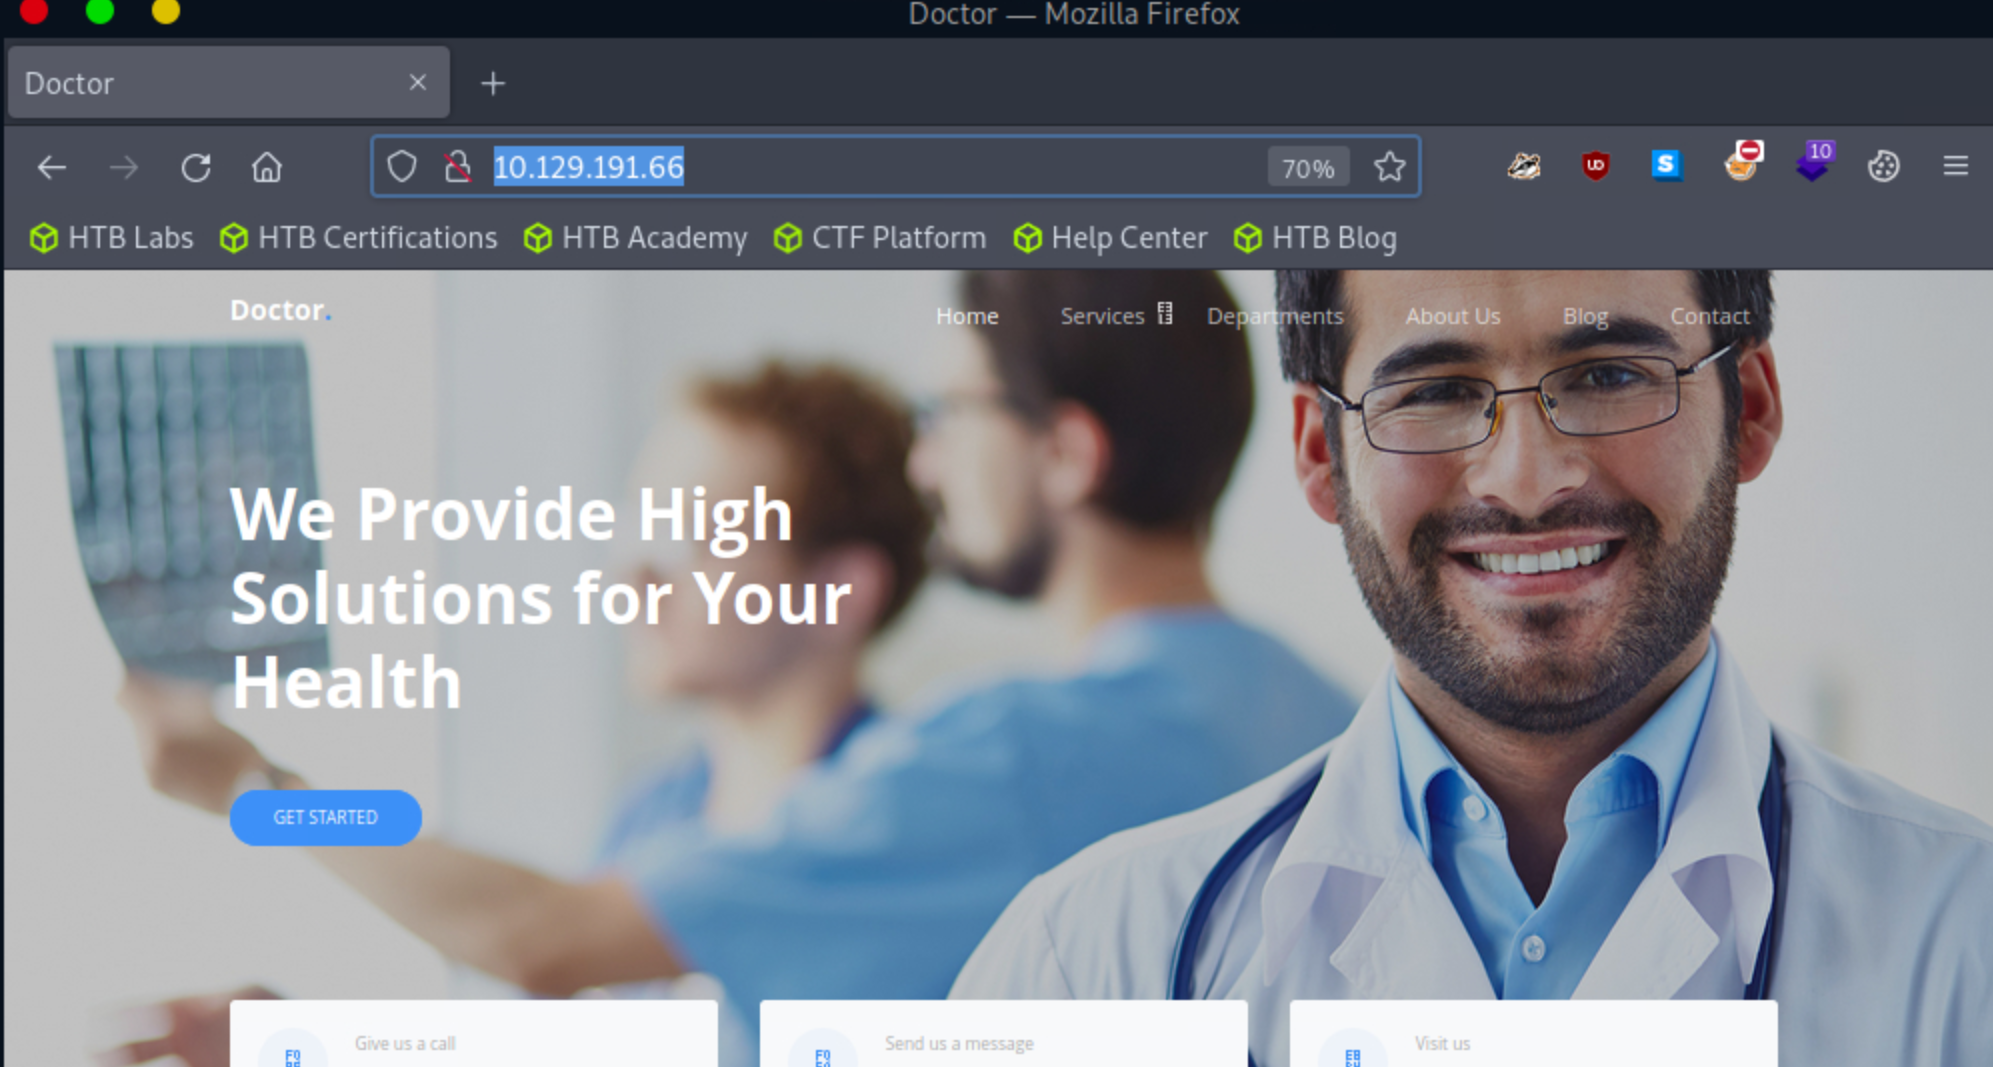 Doctor — Mozilla Firefox
Doctor
10.129.191.66
70%
10
HTB Labs HTB Certifications HTB Academy CTF Platform Help Center HTB Blog
Doctor.
Home Services Departments About Us Blog Contact
We Provide High
Solutions for Your
Health
GET STARTED
Give us a call
Send us a message
Visit us